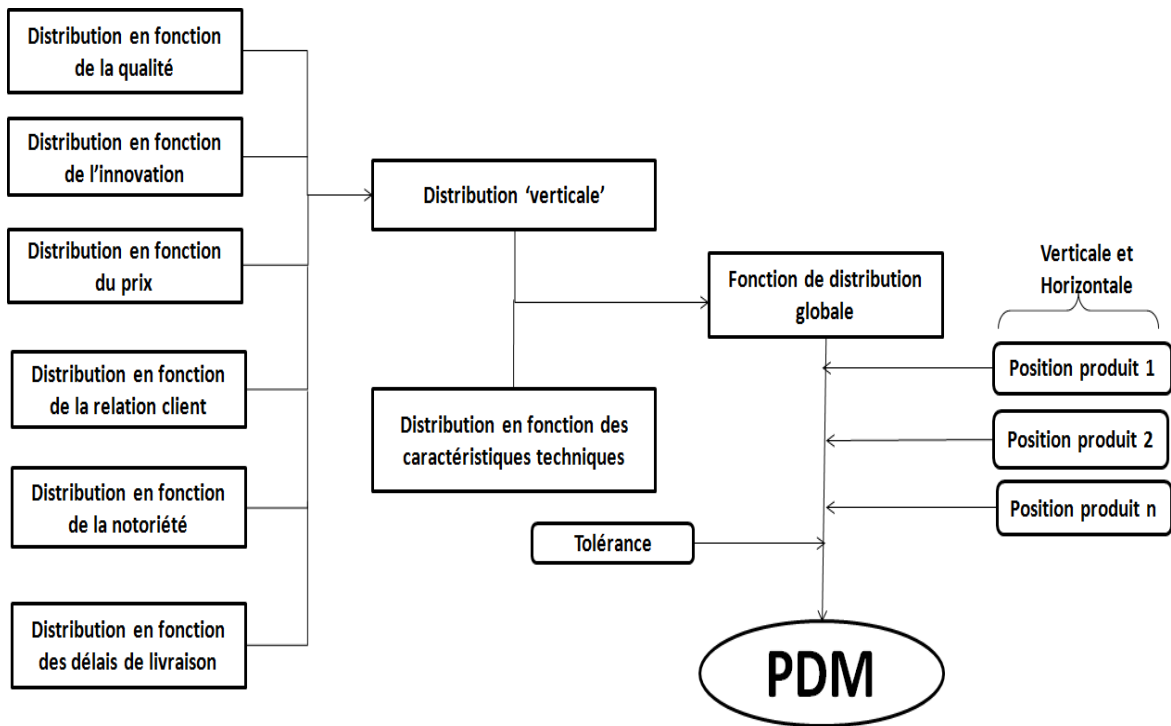 Distribution en fonction
de la qualité
Distribution en fonction
de l’innovation
Distribution en fonction
du prix
Distribution en fonction
de la relation client
Distribution en fonction
de la notoriété
Distribution en fonction
des délais de livraison
Distribution ‘verticale’
Distribution en fonction des
caractéristiques techniques
Fonction de distribution
globale
Verticale et
Horizontale
Position produit 1
Position produit 2
Position produit n
Tolérance
PDM